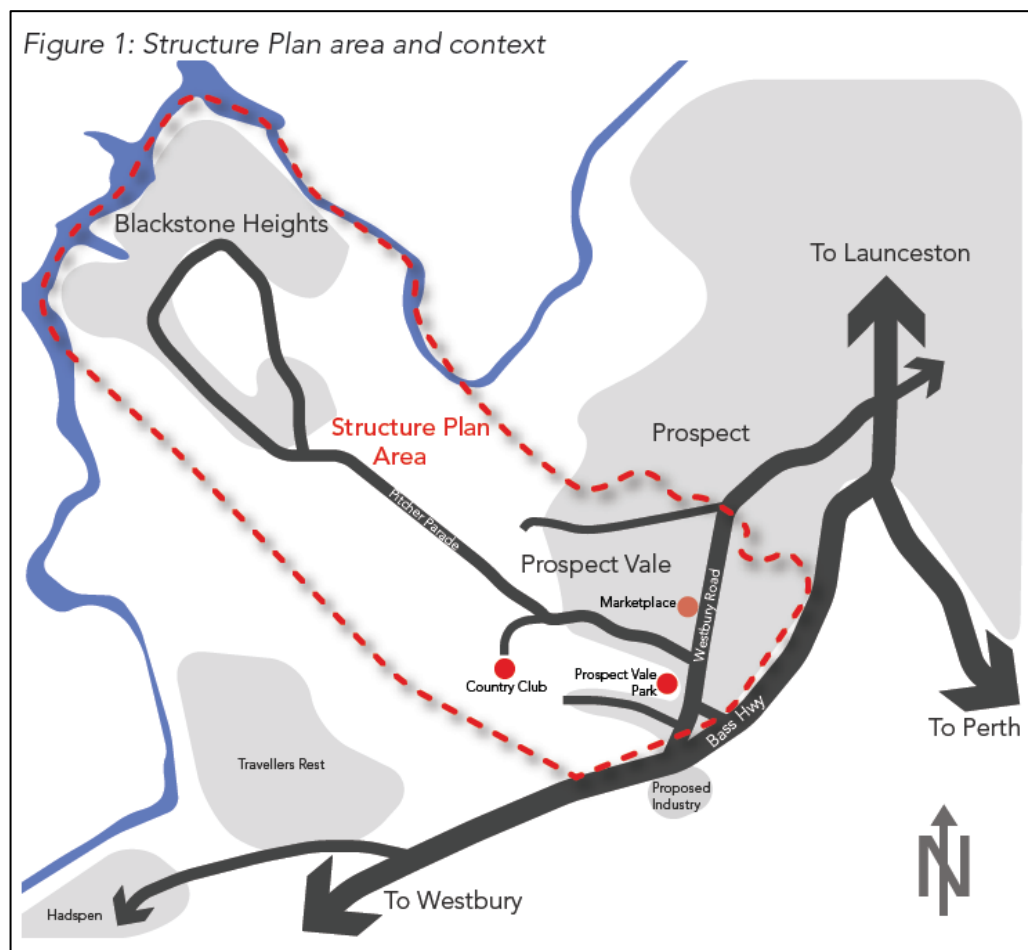 Figure 1: Structure Plan area and context
Blackstone Heights
To Launceston
Structure Plan
Area
Prospect
Pitcher Parade
Prospect Vale
Marketplace
Westbury Road
Prospect Vale
Park
Country Club
Bass Hwy
To Perth
Travellers Rest
Proposed
Industry
To Westbury
Hadspen
N